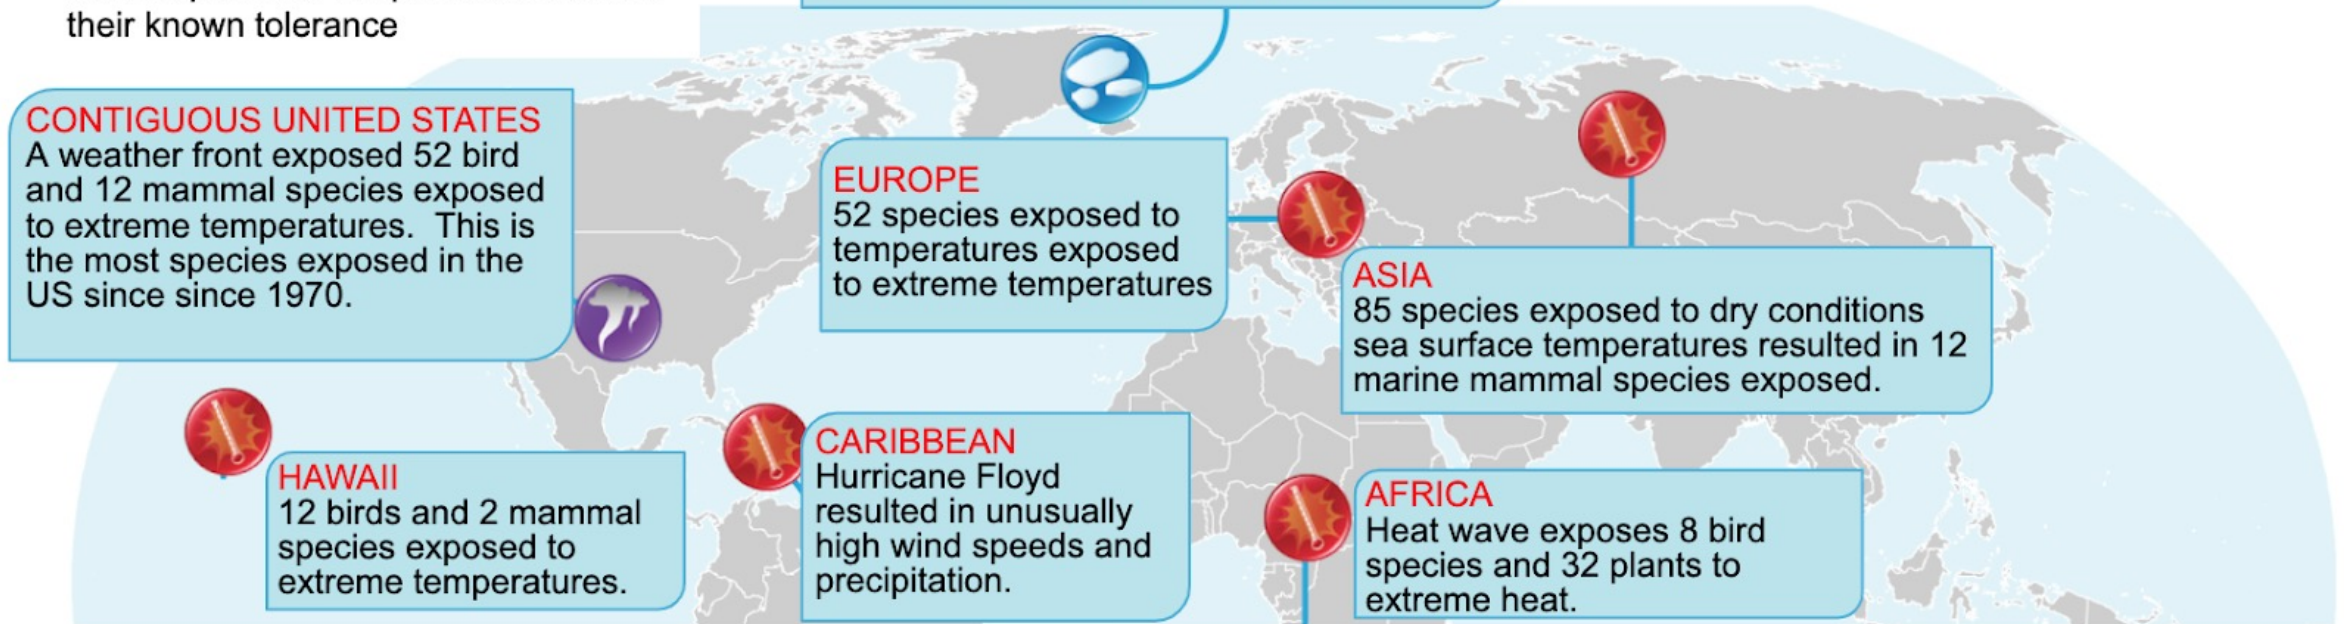 their known tolerance
CONTIGUOUS UNITED STATES
A weather front exposed 52 bird
and 12 mammal species exposed
to extreme temperatures.  This is
the most species exposed in the
US since since 1970.
EUROPE
52 species exposed to
temperatures exposed
to extreme temperatures
ASIA
85 species exposed to dry conditions
sea surface temperatures resulted in 12
marine mammal species exposed.
HAWAII
12 birds and 2 mammal
species exposed to
extreme temperatures.
CARIBBEAN
Hurricane Floyd
resulted in unusually
high wind speeds and
precipitation.
AFRICA
Heat wave exposes 8 bird
species and 32 plants to
extreme heat.